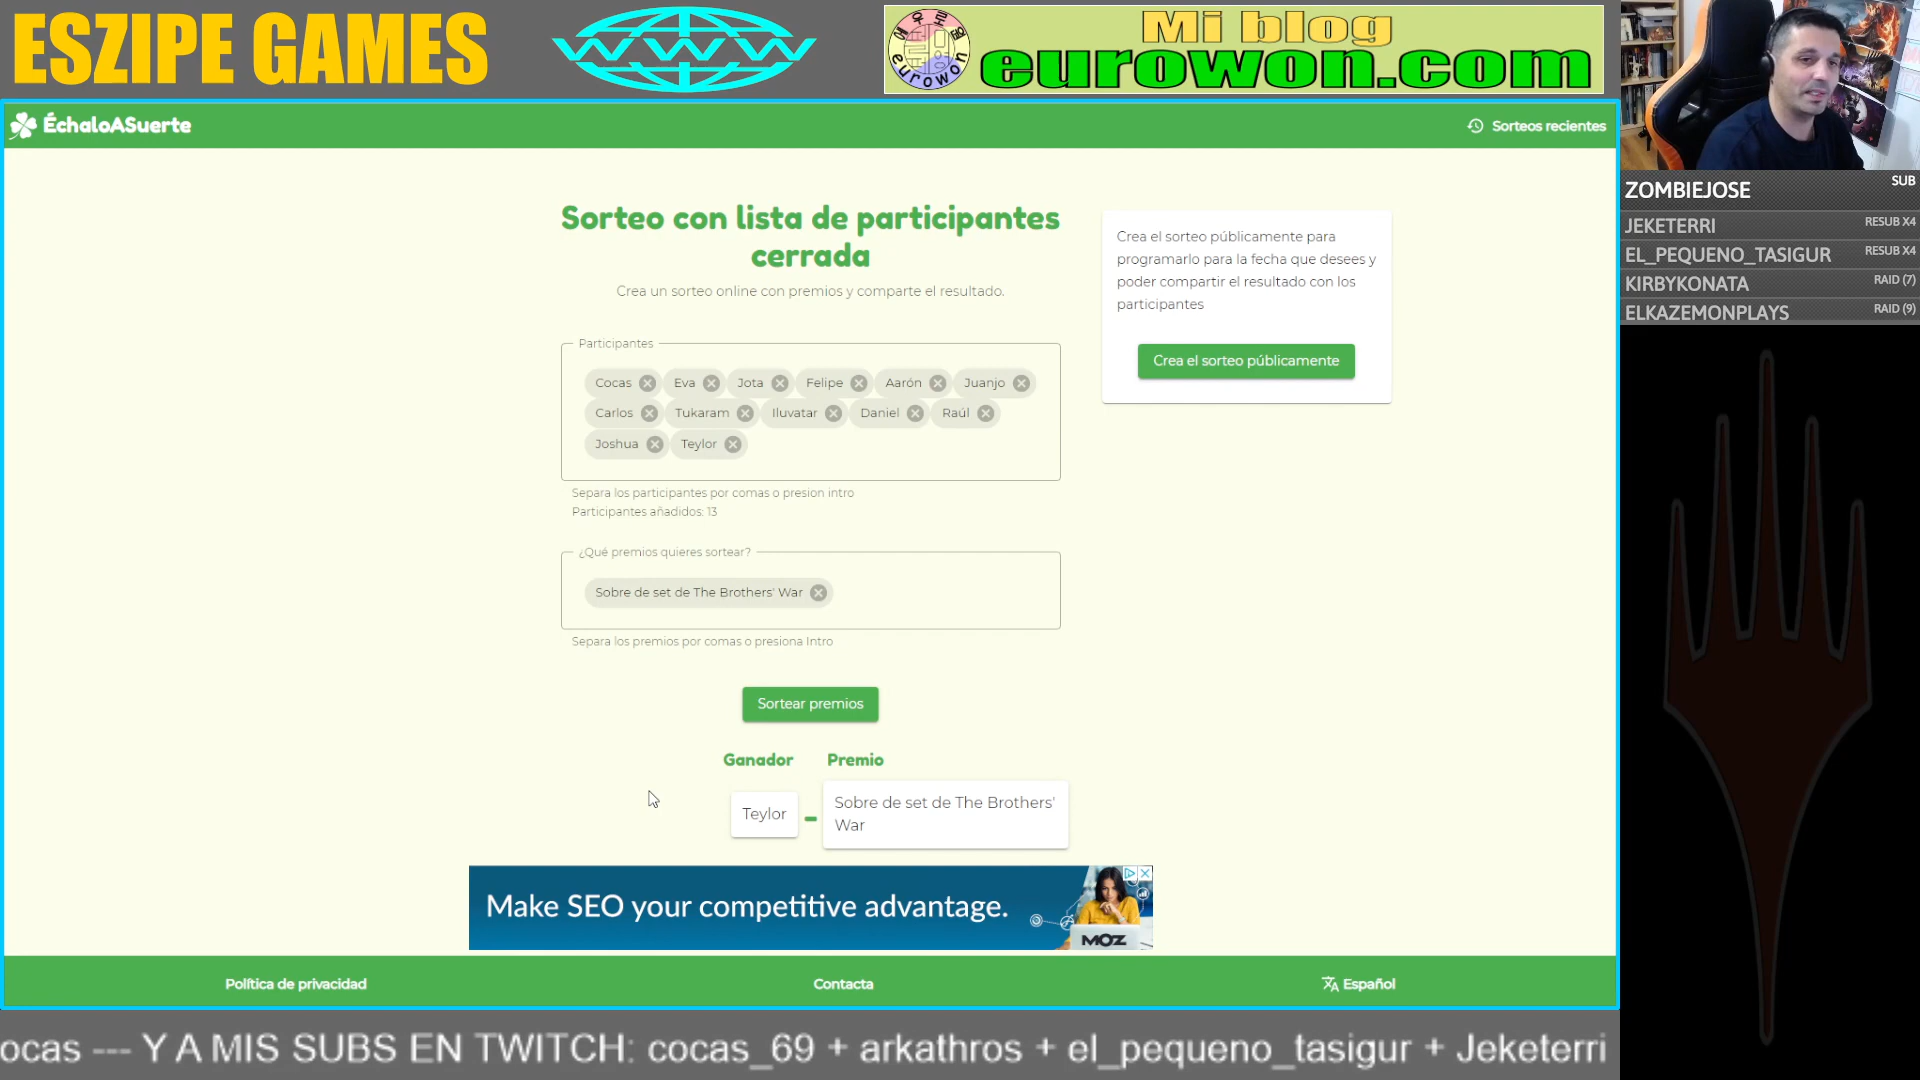 ESZIPE GAMES
WWW
에우로원
eurowon
Mi blog
eurowon.com
ÉchaloASuerte
Sorteos recientes
ZOMBIEJOSE SUB
JEKETERRI RESUB X4
EL_PEQUENO_TASIGUR RESUB X4
KIRBYKONATA RAID (7)
ELKAZEMONPLAYS RAID (9)
Sorteo con lista de participantes
cerrada
Crea un sorteo online con premios y comparte el resultado.
Participantes
Cocas Eva Jota Felipe Aarón Juanjo
Carlos Tukaram Iluvatar Daniel Raúl
Joshua Teylor
Separa los participantes por comas o presion intro
Participantes añadidos: 13
¿Qué premios quieres sortear?
Sobre de set de The Brothers' War
Separa los premios por comas o presiona Intro
Sortear premios
Ganador Premio
Teylor - Sobre de set de The Brothers'
War
Crea el sorteo públicamente para
programarlo para la fecha que desees y
poder compartir el resultado con los
participantes
Crea el sorteo públicamente
Make SEO your competitive advantage.
MOZ
Política de privacidad
Contacta
Español
ocas --- Y A MIS SUBS EN TWITCH: cocas_69 + arkathros + el_pequeno_tasigur + Jeketerri